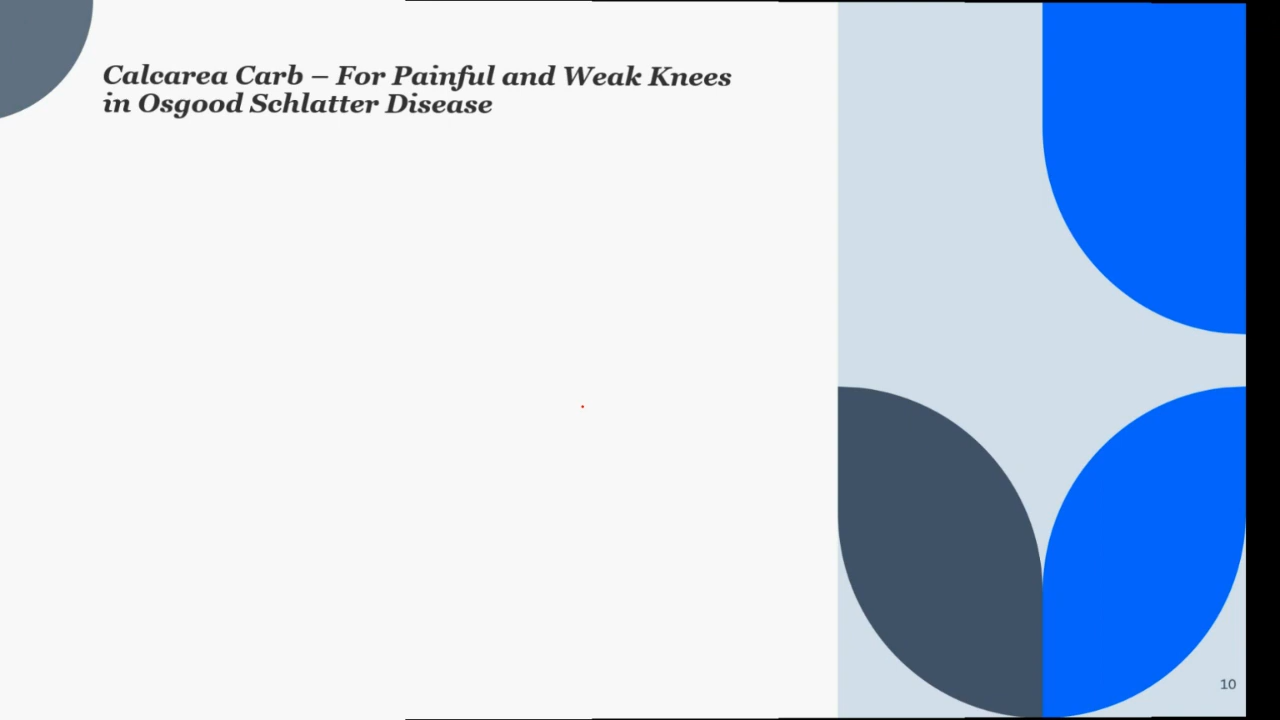 Calcarea Carb – For Painful and Weak Knees
in Osgood Schlatter Disease
10